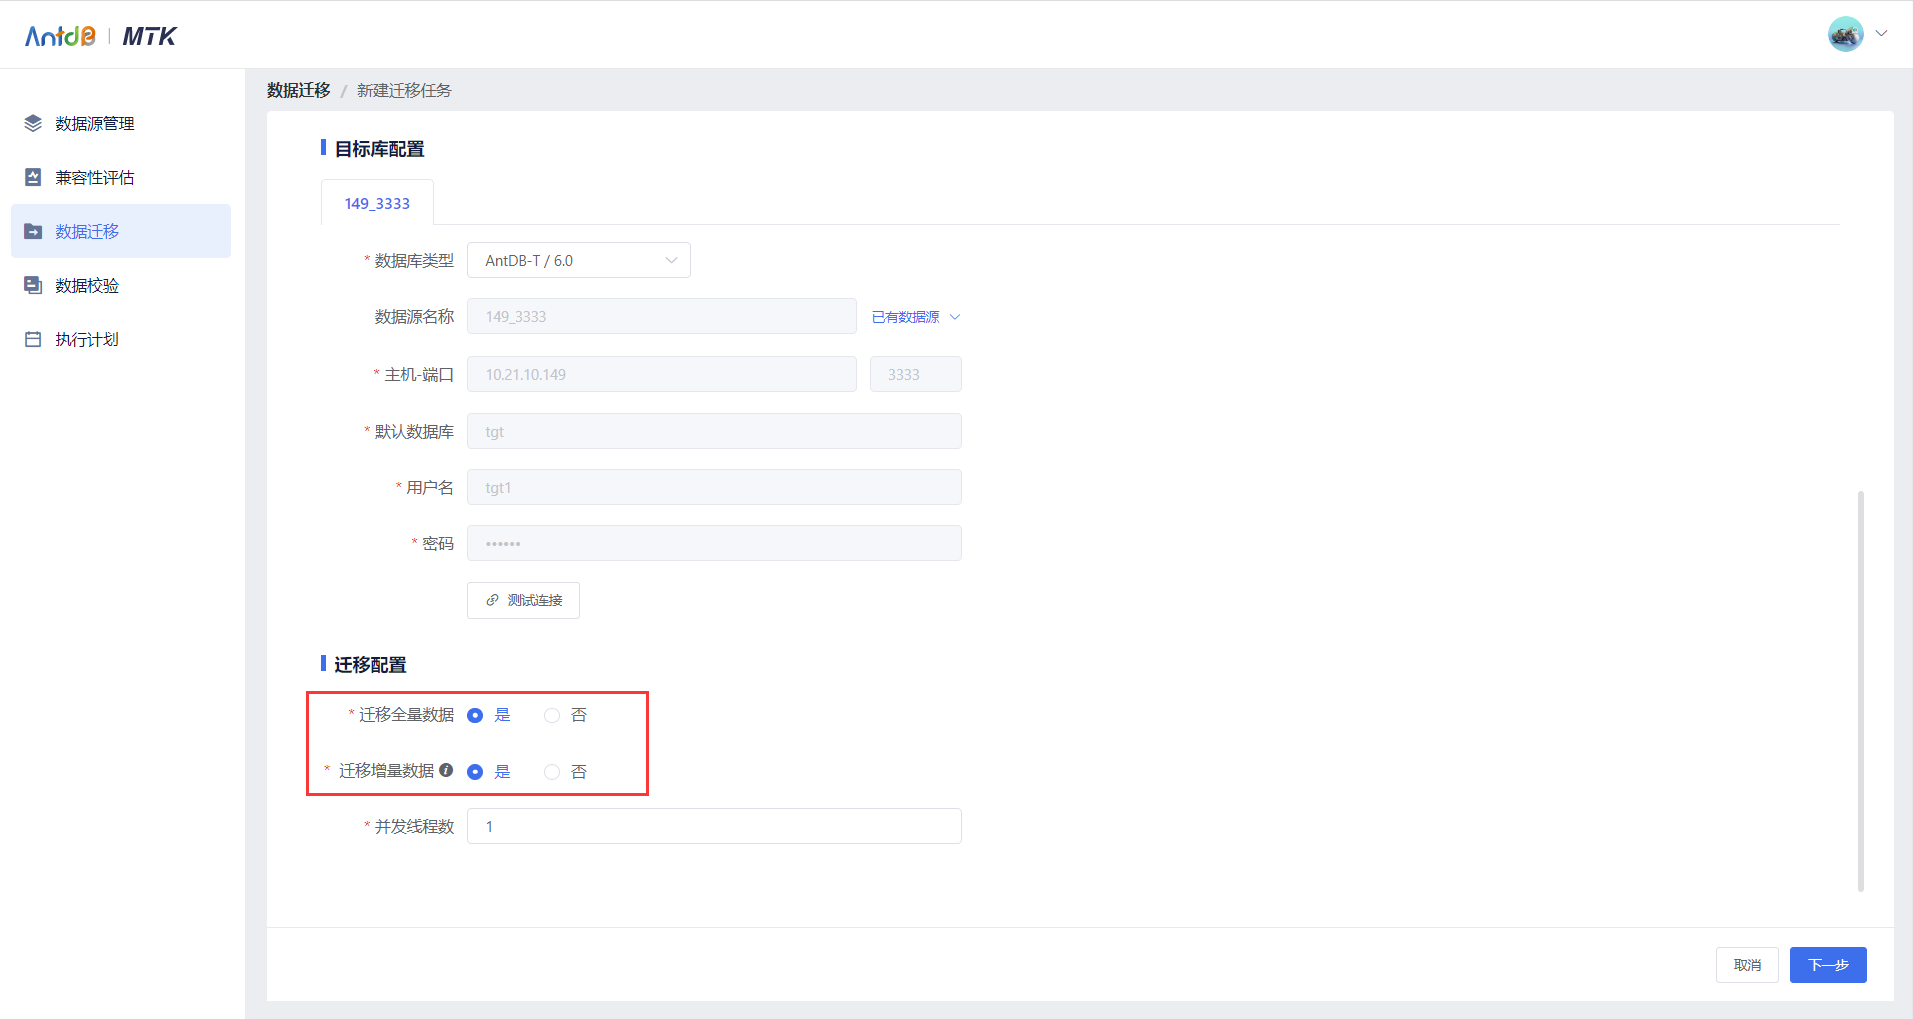 AntdB | MTK
数据源管理
兼容性评估
数据迁移
数据校验
执行计划
数据迁移 / 新建迁移任务
目标库配置
149_3333
* 数据库类型 AntDB-T / 6.0
数据源名称 149_3333 已有数据源
* 主机-端口 10.21.10.149 3333
* 默认数据库 tgt
* 用户名 tgt1
* 密码 ••••••
测试连接
迁移配置
* 迁移全量数据 是 否
* 迁移增量数据 是 否
* 并发线程数 1
取消 下一步